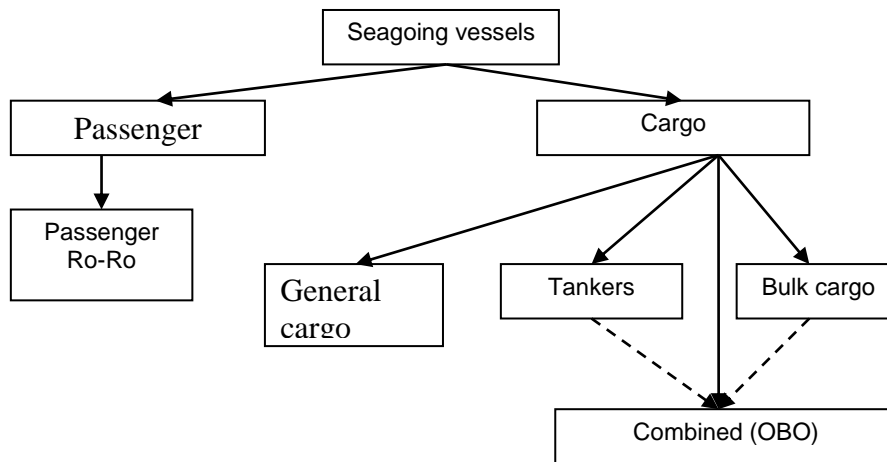 Seagoing vessels
Passenger
Cargo
Passenger
Ro-Ro
General
cargo
Tankers
Bulk cargo
Combined (OBO)